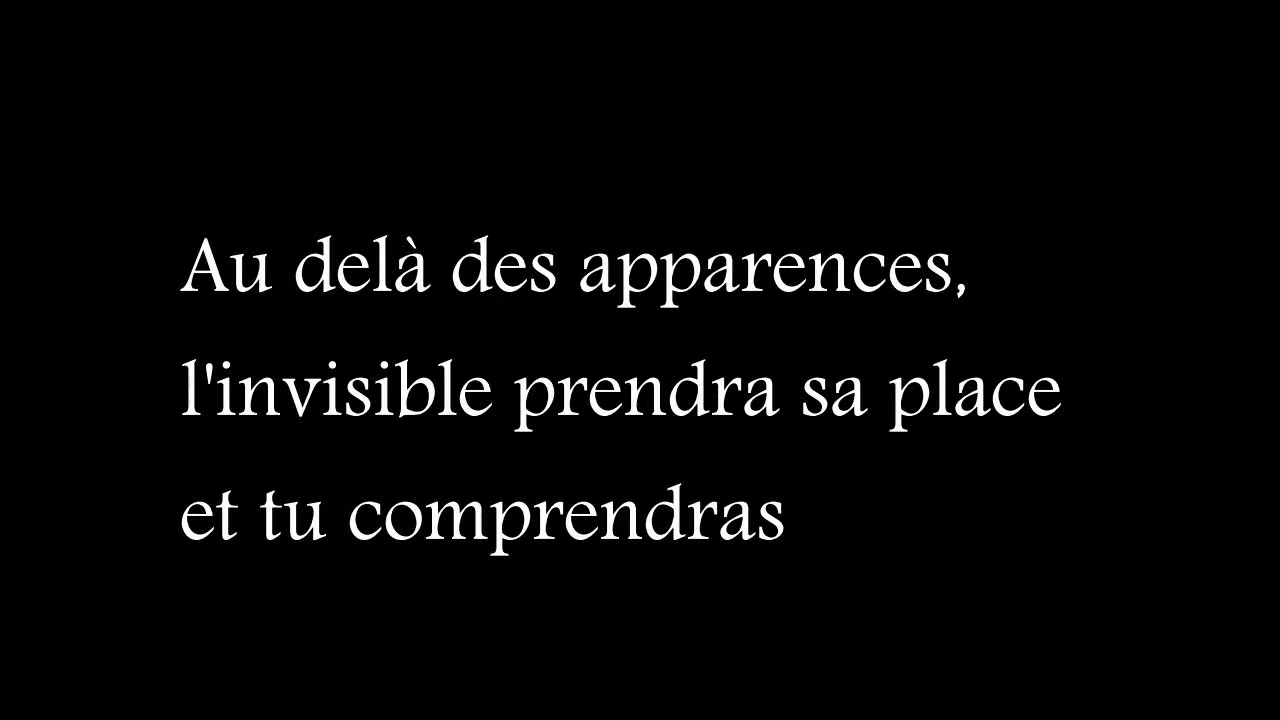 Au delà des apparences,
l'invisible prendra sa place
et tu comprendras